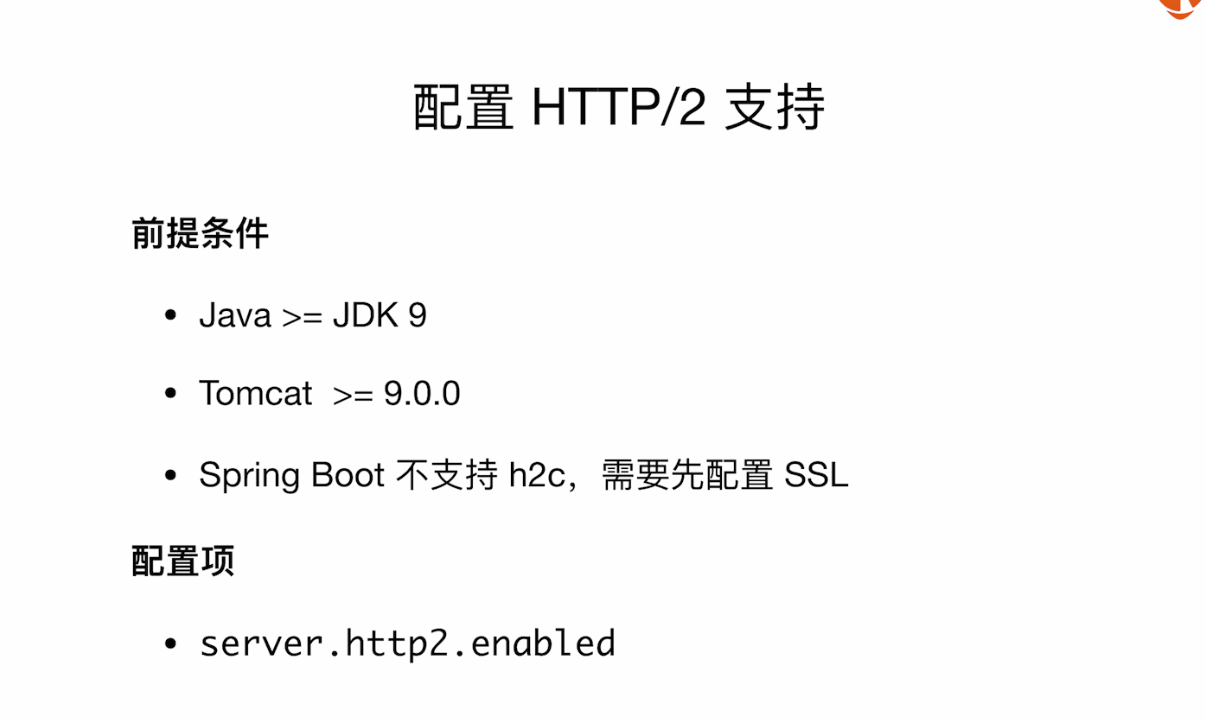 配置 HTTP/2 支持
前提条件
• Java >= JDK 9
• Tomcat >= 9.0.0
• Spring Boot 不支持 h2c，需要先配置 SSL
配置项
• server.http2.enabled